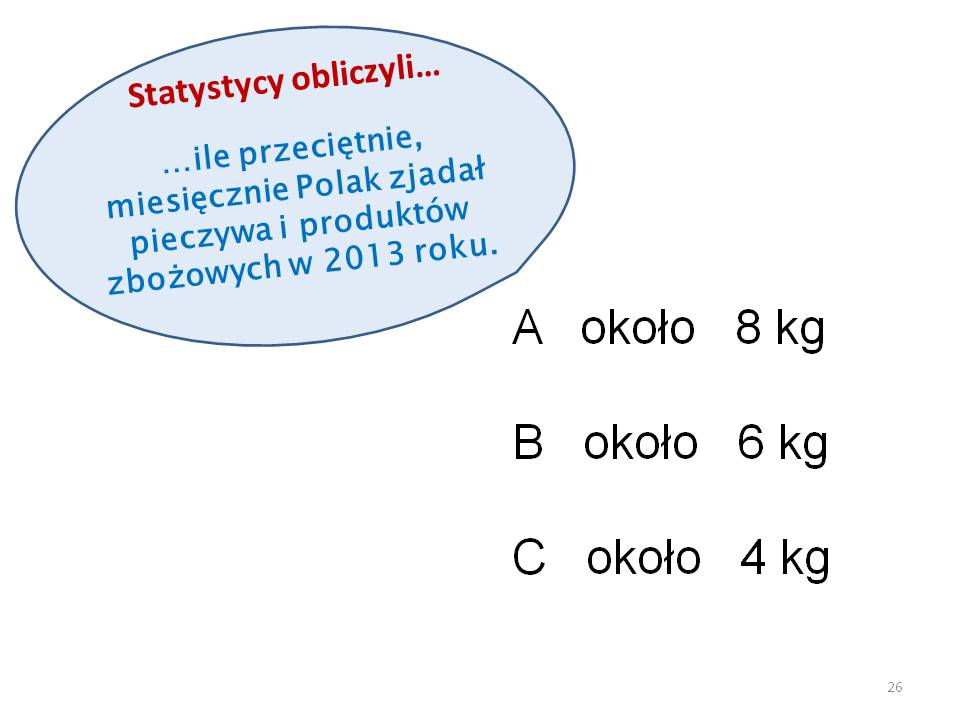 Statystycy obliczyli...
...ile przeciętnie,
miesięcznie Polak zjadał
pieczywa i produktów
zbożowych w 2013 roku.
A około 8 kg
B około 6 kg
C około 4 kg
26